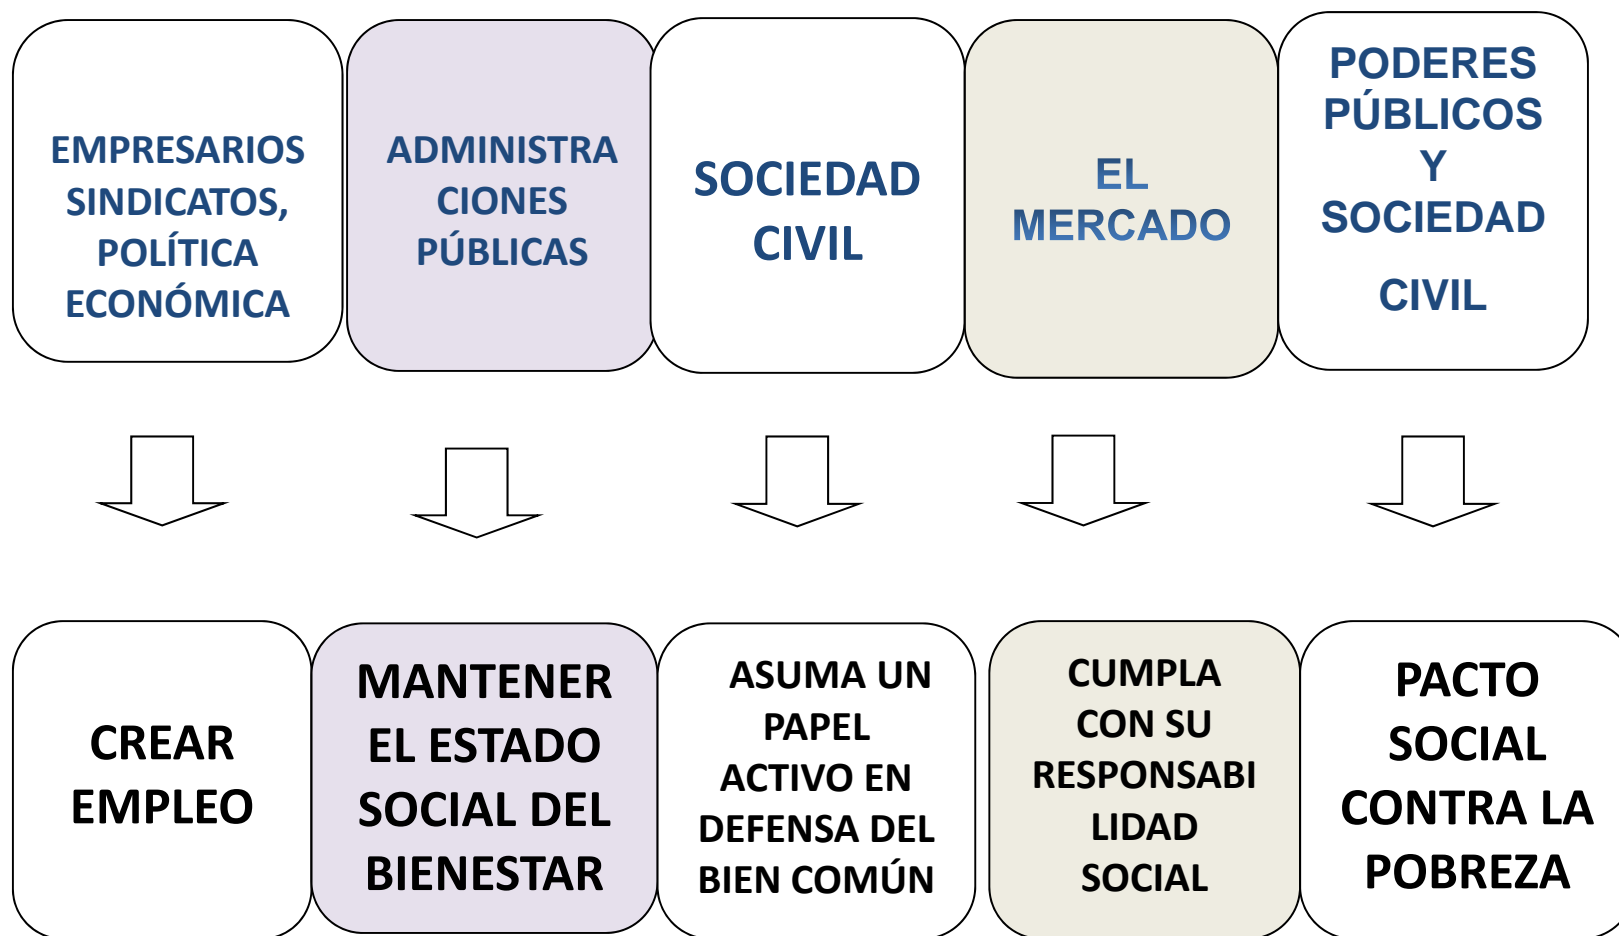 EMPRESARIOS
SINDICATOS,
POLÍTICA
ECONÓMICA
ADMINISTRA
CIONES
PÚBLICAS
SOCIEDAD
CIVIL
EL
MERCADO
PODERES
PÚBLICOS
Y
SOCIEDAD
CIVIL
CREAR
EMPLEO
MANTENER
EL ESTADO
SOCIAL DEL
BIENESTAR
ASUMA UN
PAPEL
ACTIVO EN
DEFENSA DEL
BIEN COMÚN
CUMPLA
CON SU
RESPONSABI
LIDAD
SOCIAL
PACTO
SOCIAL
CONTRA LA
POBREZA